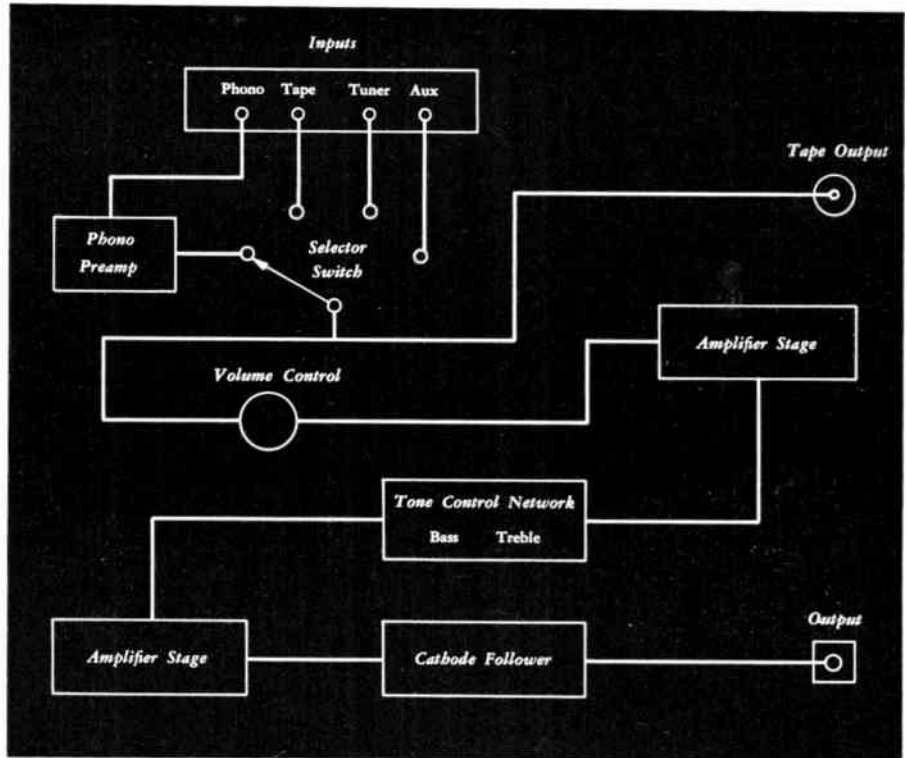 Inputs
Phono Tape Tuner Aux
Tape Output
Phono
Preamp
Selector
Switch
Amplifier Stage
Volume Control
Tone Control Network
Bass Treble
Output
Amplifier Stage
Cathode Follower